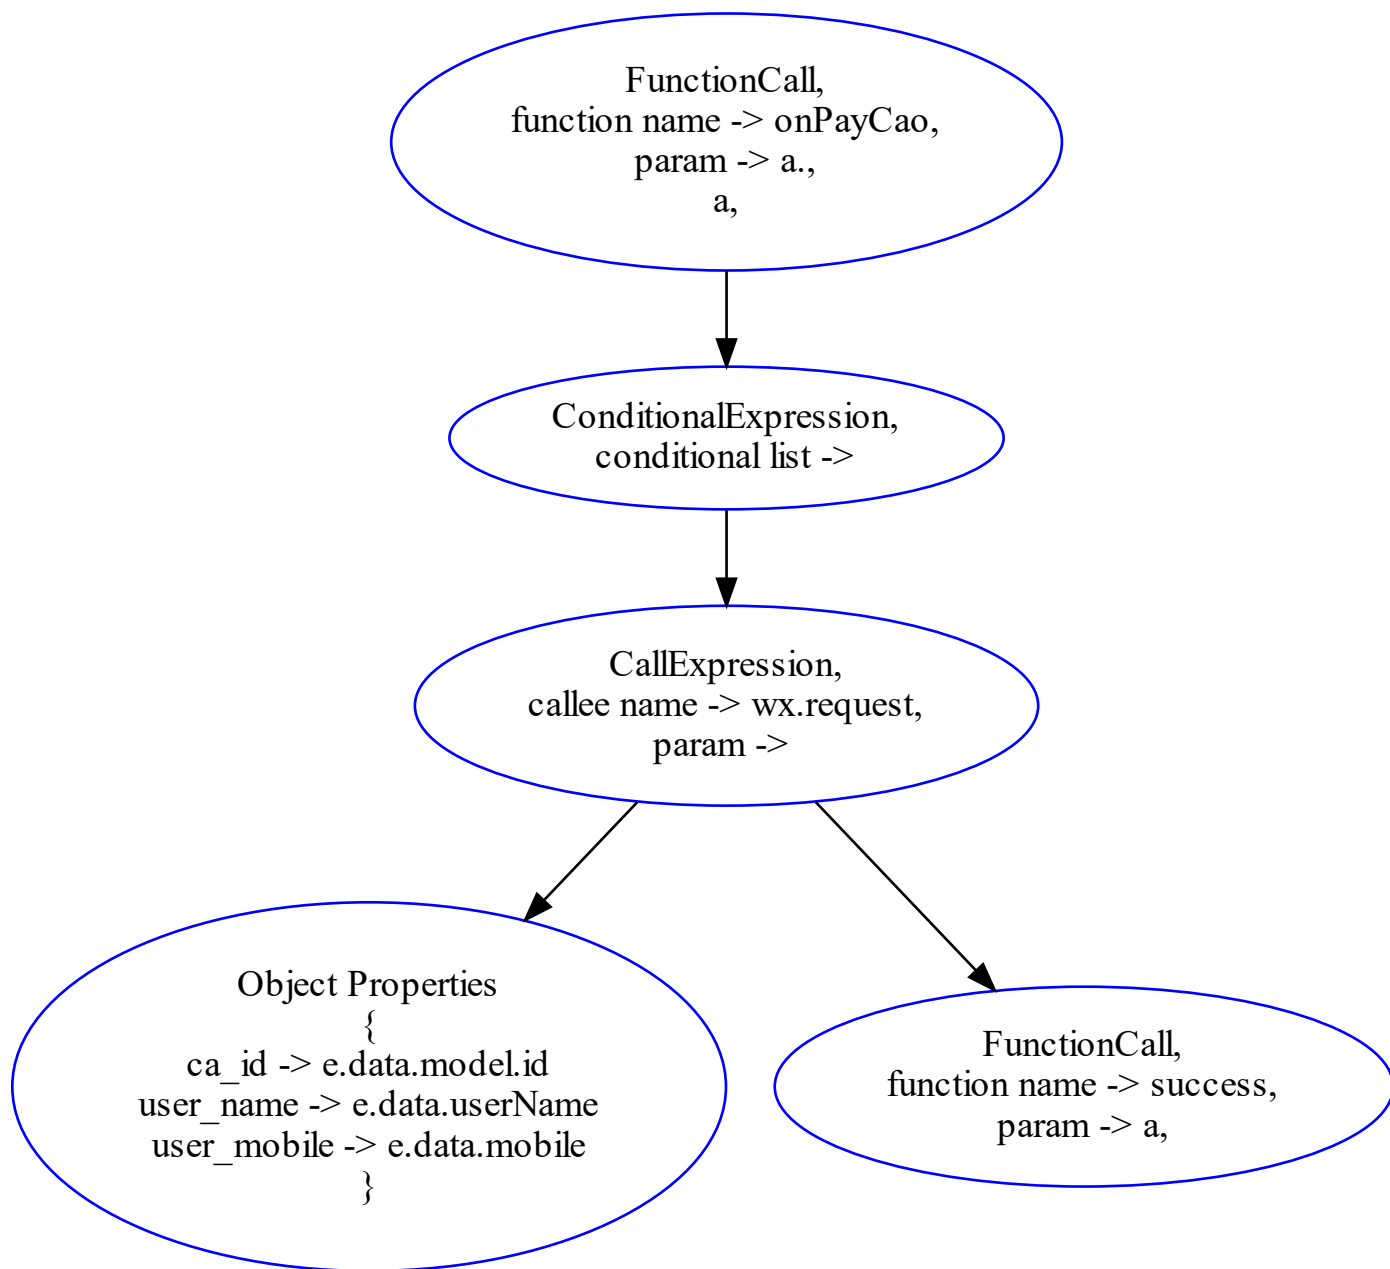 FunctionCall,
function name -> onPayCao,
param -> a.,
a,
ConditionalExpression,
conditional list ->
CallExpression,
callee name -> wx.request,
param ->
Object Properties
{
ca_id -> e.data.model.id
user_name -> e.data.userName
user_mobile -> e.data.mobile
}
FunctionCall,
function name -> success,
param -> a,